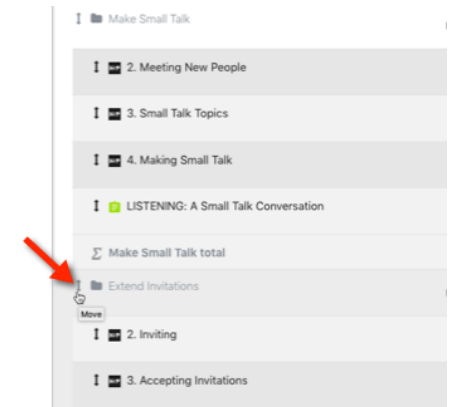 Make Small Talk
2. Meeting New People
3. Small Talk Topics
4. Making Small Talk
LISTENING: A Small Talk Conversation
Σ Make Small Talk total
Extend Invitations
Move
2. Inviting
3. Accepting Invitations